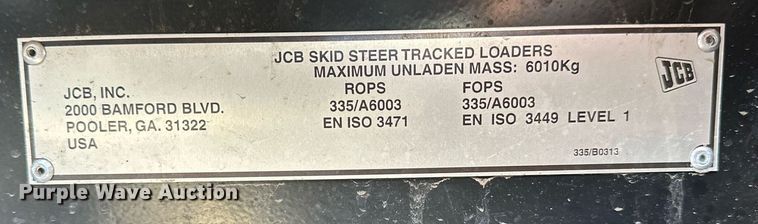 JCB SKID STEER TRACKED LOADERS
MAXIMUM UNLADEN MASS: 6010Kg
JCB
JCB, INC.
2000 BAMFORD BLVD.
POOLER, GA. 31322
USA
ROPS
335/A6003
EN ISO 3471
FOPS
335/A6003
EN ISO 3449 LEVEL 1
335/B0313
Purple Wave Auction